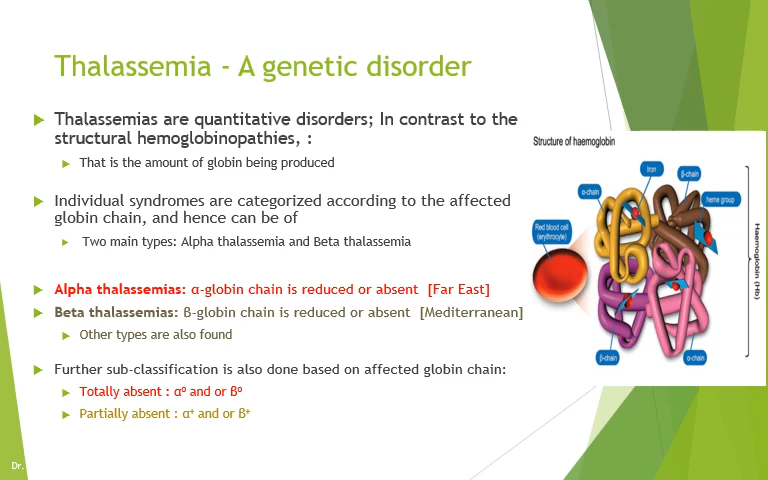 Thalassemia - A genetic disorder
Thalassemias are quantitative disorders; In contrast to the
structural hemoglobinopathies, :
That is the amount of globin being produced
Individual syndromes are categorized according to the affected
globin chain, and hence can be of
Two main types: Alpha thalassemia and Beta thalassemia
Alpha thalassemias: α-globin chain is reduced or absent [Far East]
Beta thalassemias: ß-globin chain is reduced or absent [Mediterranean]
Other types are also found
Further sub-classification is also done based on affected globin chain:
Totally absent : αº and or ßº
Partially absent : α⁺ and or ß⁺
Structure of haemoglobin
Iron
β-chain
α-chain
heme group
Red blood cell
(erythrocyte)
Haemoglobin (Hb)
β-chain
α-chain
Dr.